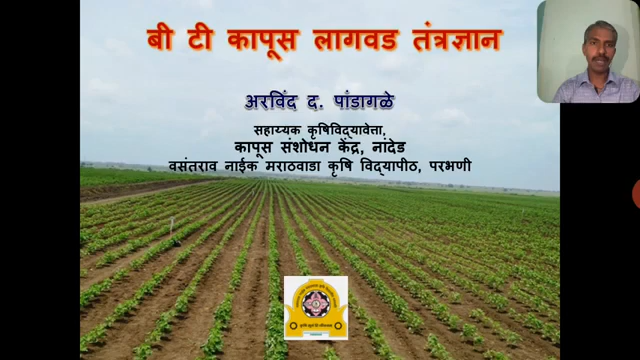 बी टी कापूस लागवड तंत्रज्ञान
अरविंद द. पांडागळे
सहाय्यक कृषिविद्यावेत्ता,
कापूस संशोधन केंद्र, नांदेड
वसंतराव नाईक मराठवाडा कृषि विद्यापीठ, परभणी